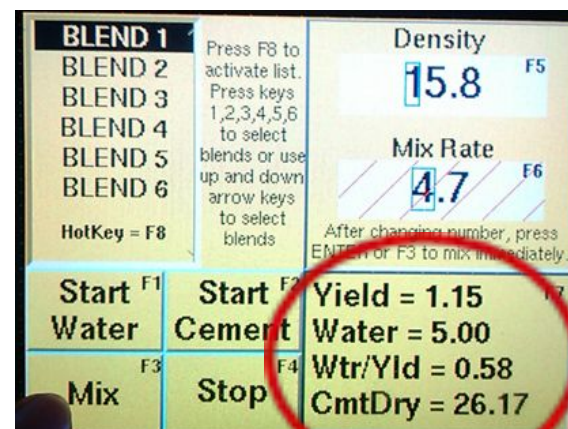 BLEND 1
BLEND 2
BLEND 3
BLEND 4
BLEND 5
BLEND 6
HotKey = F8
Press F8 to
activate list.
Press keys
1,2,3,4,5,6
to select
blends or use
up and down
arrow keys
to select
blends
Density
15.8 F5
Mix Rate
4.7 F6
After changing number, press
ENTER or F3 to mix immediately.
Start F1
Water
Start F2
Cement
F3
Mix
F4
Stop
F7
Yield = 1.15
Water = 5.00
Wtr/Yld = 0.58
CmtDry = 26.17